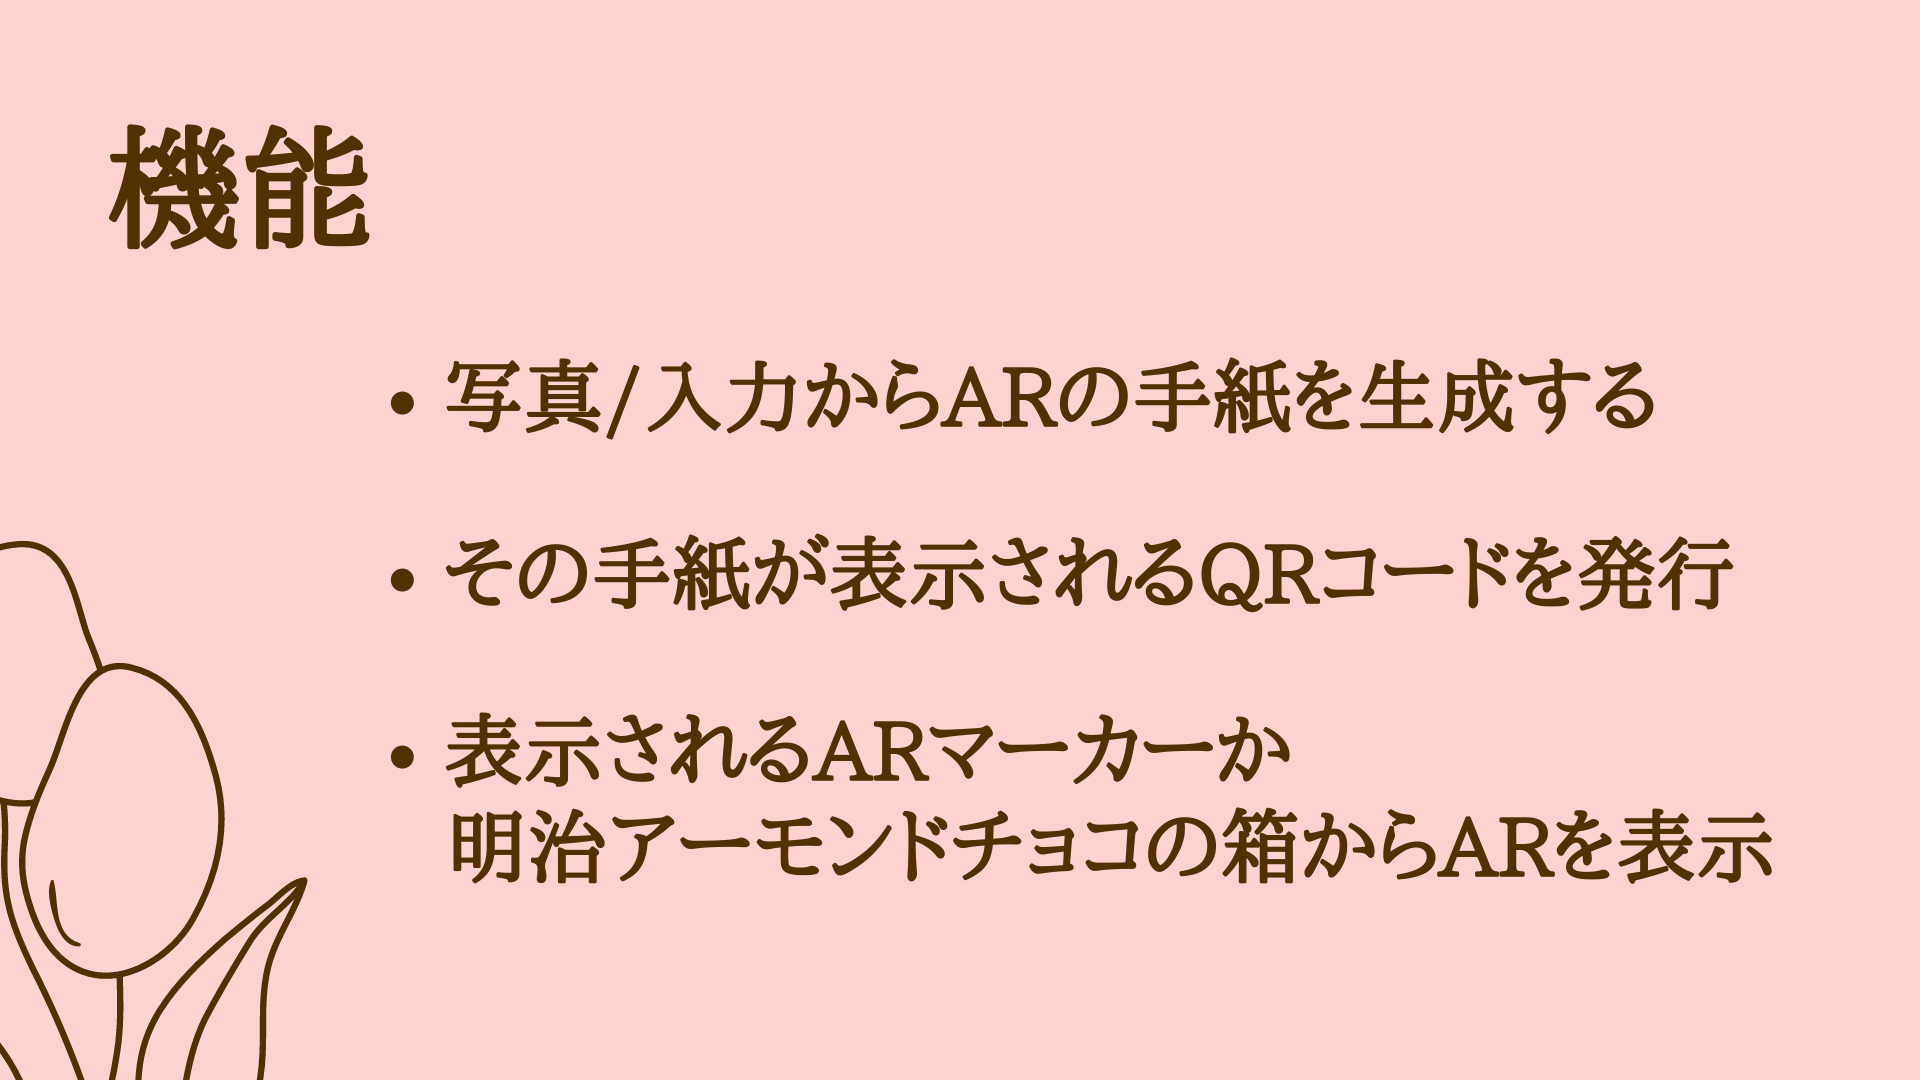 機能
• 写真/入力からARの手紙を生成する
• その手紙が表示されるQRコードを発行
• 表示されるARマーカーか
明治アーモンドチョコの箱からARを表示